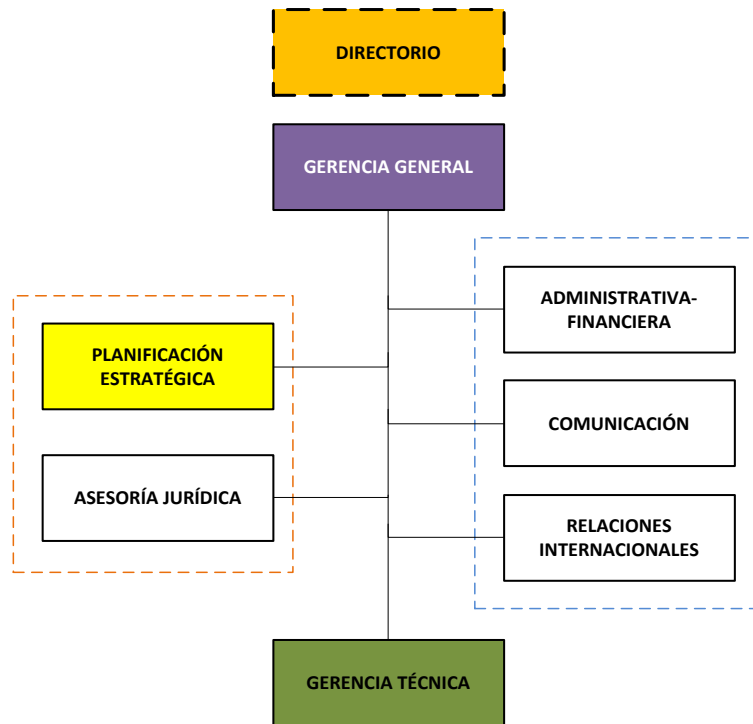 DIRECTORIO
GERENCIA GENERAL
ADMINISTRATIVA-
FINANCIERA
PLANIFICACIÓN
ESTRATÉGICA
COMUNICACIÓN
ASESORÍA JURÍDICA
RELACIONES
INTERNACIONALES
GERENCIA TÉCNICA